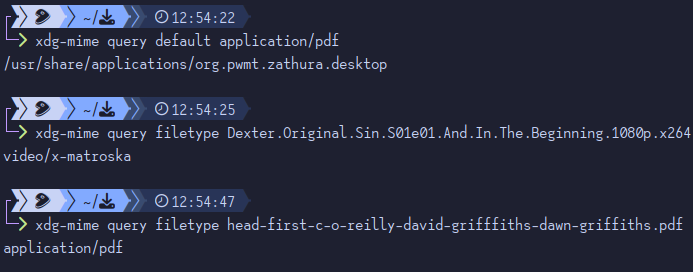 ~/ 12:54:22
xdg-mime query default application/pdf
/usr/share/applications/org.pwmt.zathura.desktop
~/ 12:54:25
xdg-mime query filetype Dexter.Original.Sin.S01e01.And.In.The.Beginning.1080p.x264
video/x-matroska
~/ 12:54:47
xdg-mime query filetype head-first-c-o-reilly-david-grifffiths-dawn-griffiths.pdf
application/pdf